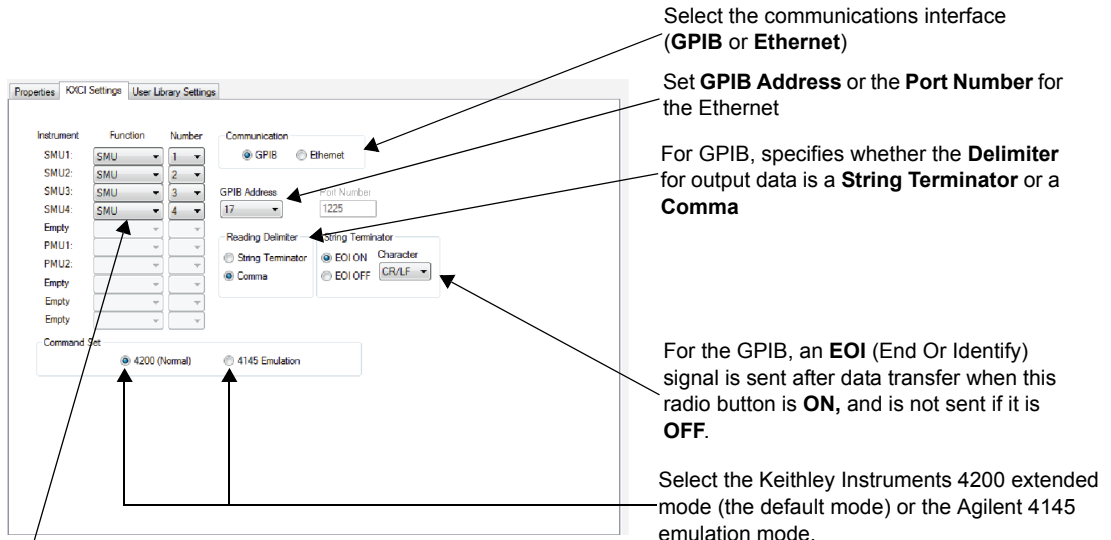 Select the communications interface
(GPIB or Ethernet)
Set GPIB Address or the Port Number for
the Ethernet
For GPIB, specifies whether the Delimiter
for output data is a String Terminator or a
Comma
For the GPIB, an EOI (End Or Identify)
signal is sent after data transfer when this
radio button is ON, and is not sent if it is
OFF.
Select the Keithley Instruments 4200 extended
mode (the default mode) or the Agilent 4145
emulation mode.
Properties KXCI Settings User Library Settings
Instrument Function Number Communication
SMU1: SMU 1 GPIB Ethernet
SMU2: SMU 2
SMU3: SMU 3 GPIB Address Port Number
SMU4: SMU 4 17 1225
Empty
Reading Delimiter String Terminator
PMU1: String Terminator EOI ON Character
PMU2: Comma EOI OFF CR/LF
Empty
Empty
Empty
Command Set
4200 (Normal) 4145 Emulation